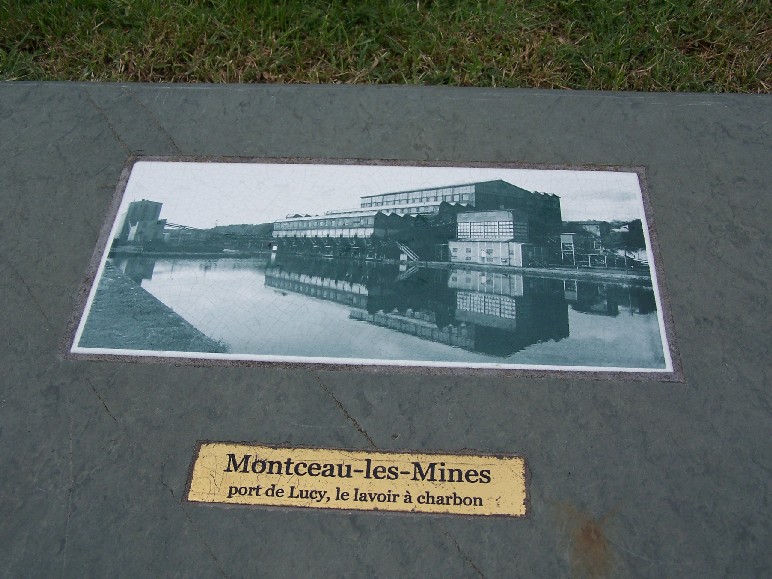 Montceau-les-Mines
port de Lucy, le lavoir à charbon